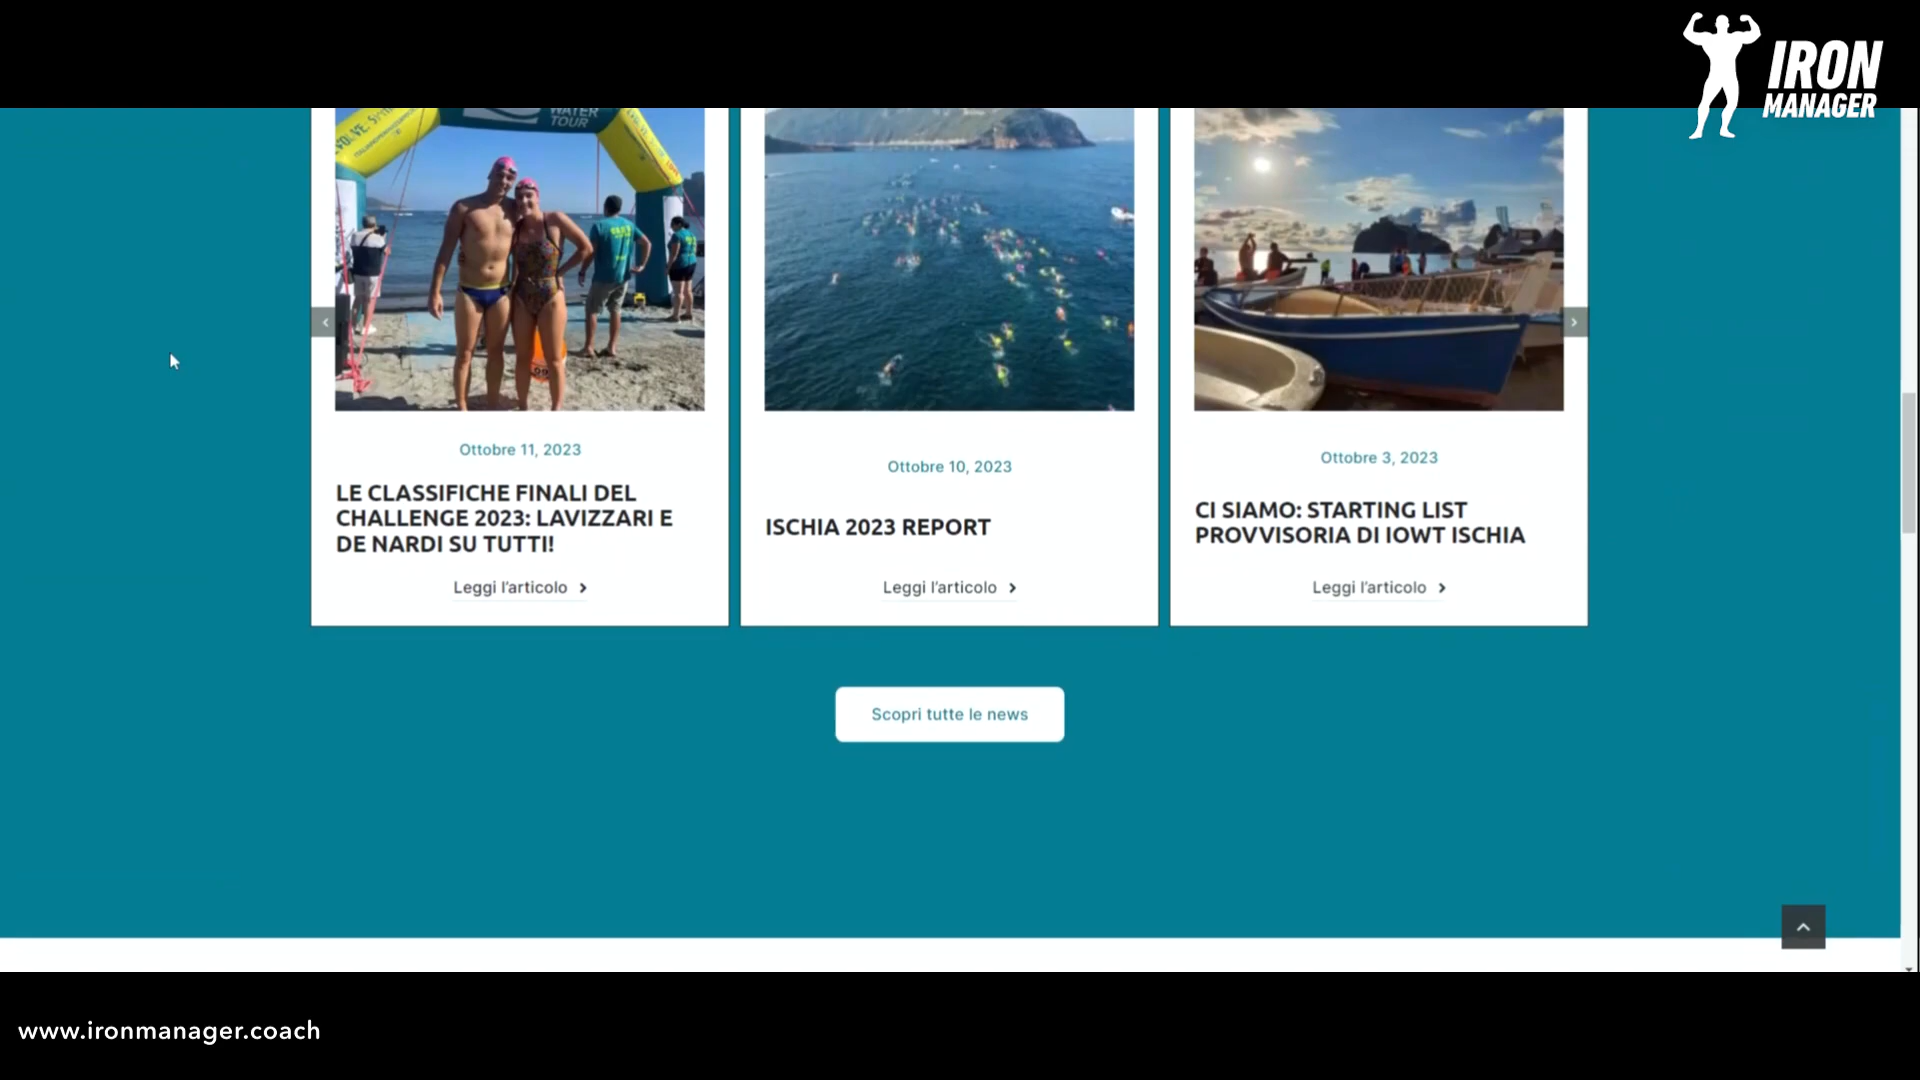 IRON
MANAGER
WATER
TOUR
Ottobre 11, 2023
LE CLASSIFICHE FINALI DEL
CHALLENGE 2023: LAVIZZARI E
DE NARDI SU TUTTI!
Leggi l'articolo
Ottobre 10, 2023
ISCHIA 2023 REPORT
Leggi l'articolo
Ottobre 3, 2023
CI SIAMO: STARTING LIST
PROVVISORIA DI IOWT ISCHIA
Leggi l'articolo
Scopri tutte le news
www.ironmanager.coach